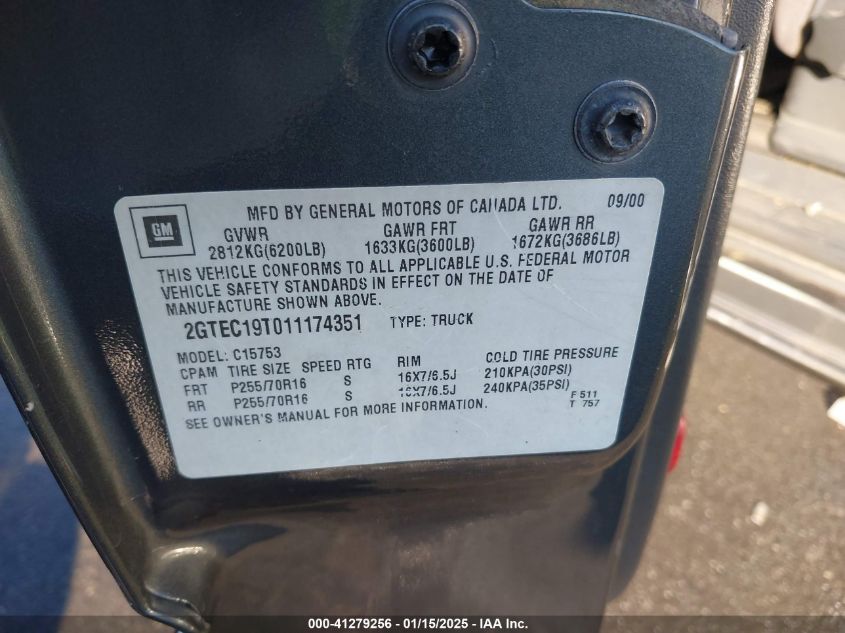 GM
MFD BY GENERAL MOTORS OF CANADA LTD. 09/00
GVWR GAWR FRT GAWR RR
2812KG(6200LB) 1633KG(3600LB) 1672KG(3686LB)
THIS VEHICLE CONFORMS TO ALL APPLICABLE U.S. FEDERAL MOTOR
VEHICLE SAFETY STANDARDS IN EFFECT ON THE DATE OF
MANUFACTURE SHOWN ABOVE.
2GTEC19T011174351 TYPE: TRUCK
MODEL: C15753
CPAM TIRE SIZE SPEED RTG RIM COLD TIRE PRESSURE
FRT P255/70R16 S 16X7/6.5J 210KPA(30PSI)
RR P255/70R16 S 16X7/6.5J 240KPA(35PSI)
SEE OWNER'S MANUAL FOR MORE INFORMATION.
F 511
T 757
000-41279256 - 01/15/2025 - IAA Inc.